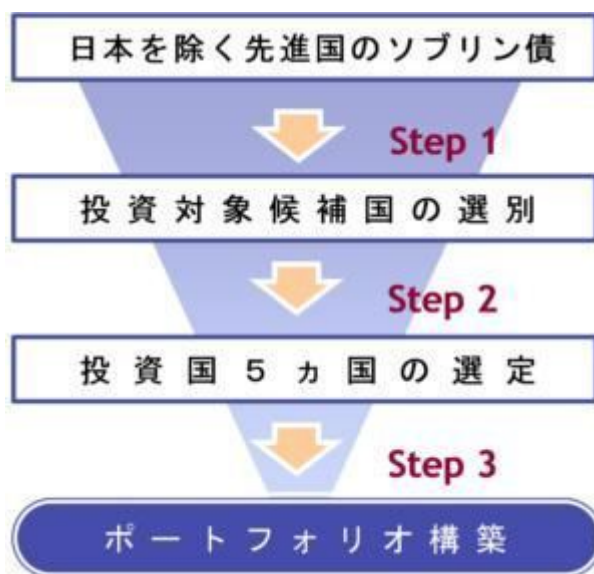 日本を除く先進国のソブリン債
Step 1
投資対象候補国の選別
Step 2
投資国5ヵ国の選定
Step 3
ポートフォリオ構築